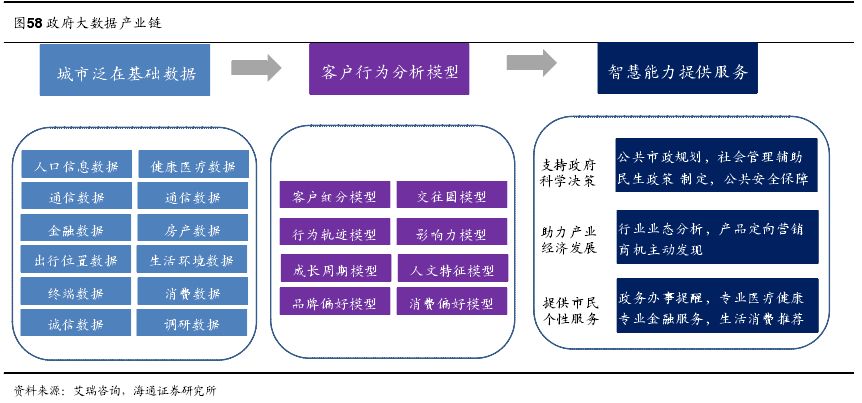 图58 政府大数据产业链
城市泛在基础数据
客户行为分析模型
智慧能力提供服务
人口信息数据
健康医疗数据
通信数据
通信数据
金融数据
房产数据
出行位置数据
生活环境数据
终端数据
消费数据
诚信数据
调研数据
客户细分模型
交往圈模型
行为轨迹模型
影响力模型
成长周期模型
人文特征模型
品牌偏好模型
消费偏好模型
支持政府
科学决策
公共市政规划，社会管理辅助
民生政策 制定，公共安全保障
助力产业
经济发展
行业业态分析，产品定向营销
商机主动发现
提供市民
个性服务
政务办事提醒，专业医疗健康
专业金融服务，生活消费推荐
资料来源：艾瑞咨询，海通证券研究所